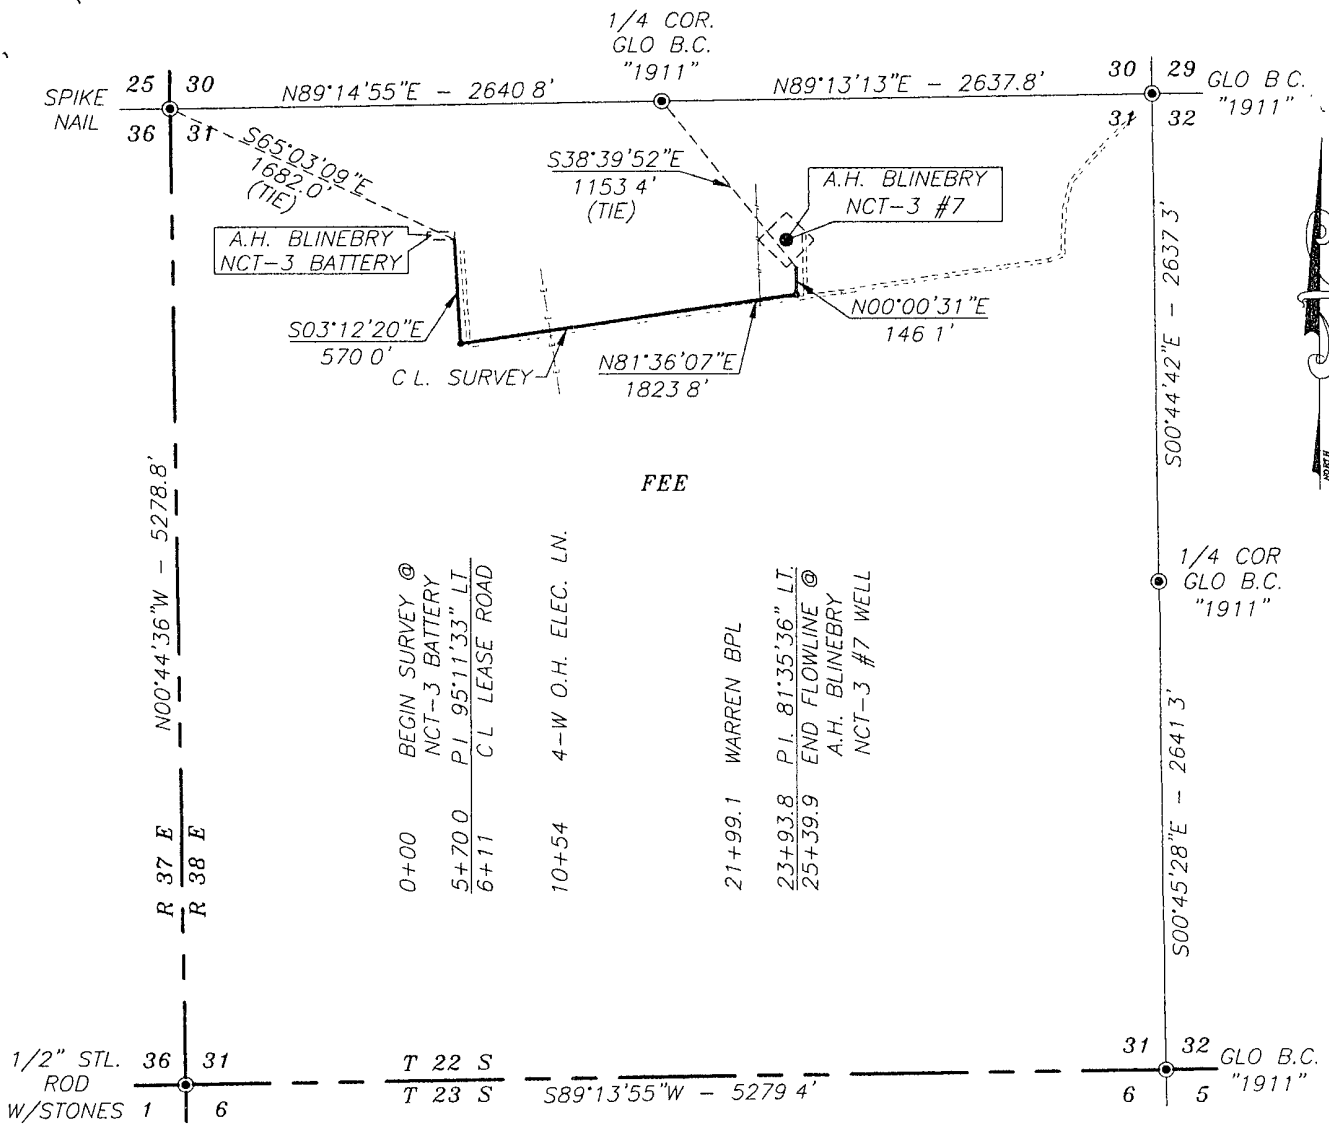 1/4 COR.
GLO B.C.
"1911"
25 30
36 31
SPIKE
NAIL
N89°14'55"E - 2640 8'
N89°13'13"E - 2637.8'
30 29
31 32
GLO B C.
"1911"
S65°03'09"E
1682.0'
(TIE)
S38°39'52"E
1153 4'
(TIE)
A.H. BLINEBRY
NCT-3 #7
A.H. BLINEBRY
NCT-3 BATTERY
S03°12'20"E
570 0'
C L. SURVEY
N81°36'07"E
1823 8'
N00°00'31"E
146 1'
S00°44'42"E - 2637 3'
FEE
N00°44'36"W - 5278.8'
1/4 COR
GLO B.C.
"1911"
0+00 BEGIN SURVEY @
NCT-3 BATTERY
5+70 0 P I. 95°11'33" LT
6+11 C L LEASE ROAD
10+54 4-W O.H. ELEC. LN.
21+99.1 WARREN BPL
23+93.8 P I. 81°35'36" LT.
25+39.9 END FLOWLINE @
A.H. BLINEBRY
NCT-3 #7 WELL
R 37 E
R 38 E
S00°45'28"E - 2641 3'
1/2" STL.
ROD
W/STONES
36 31
1 6
T 22 S
T 23 S
S89°13'55"W - 5279 4'
31 32
6 5
GLO B.C.
"1911"